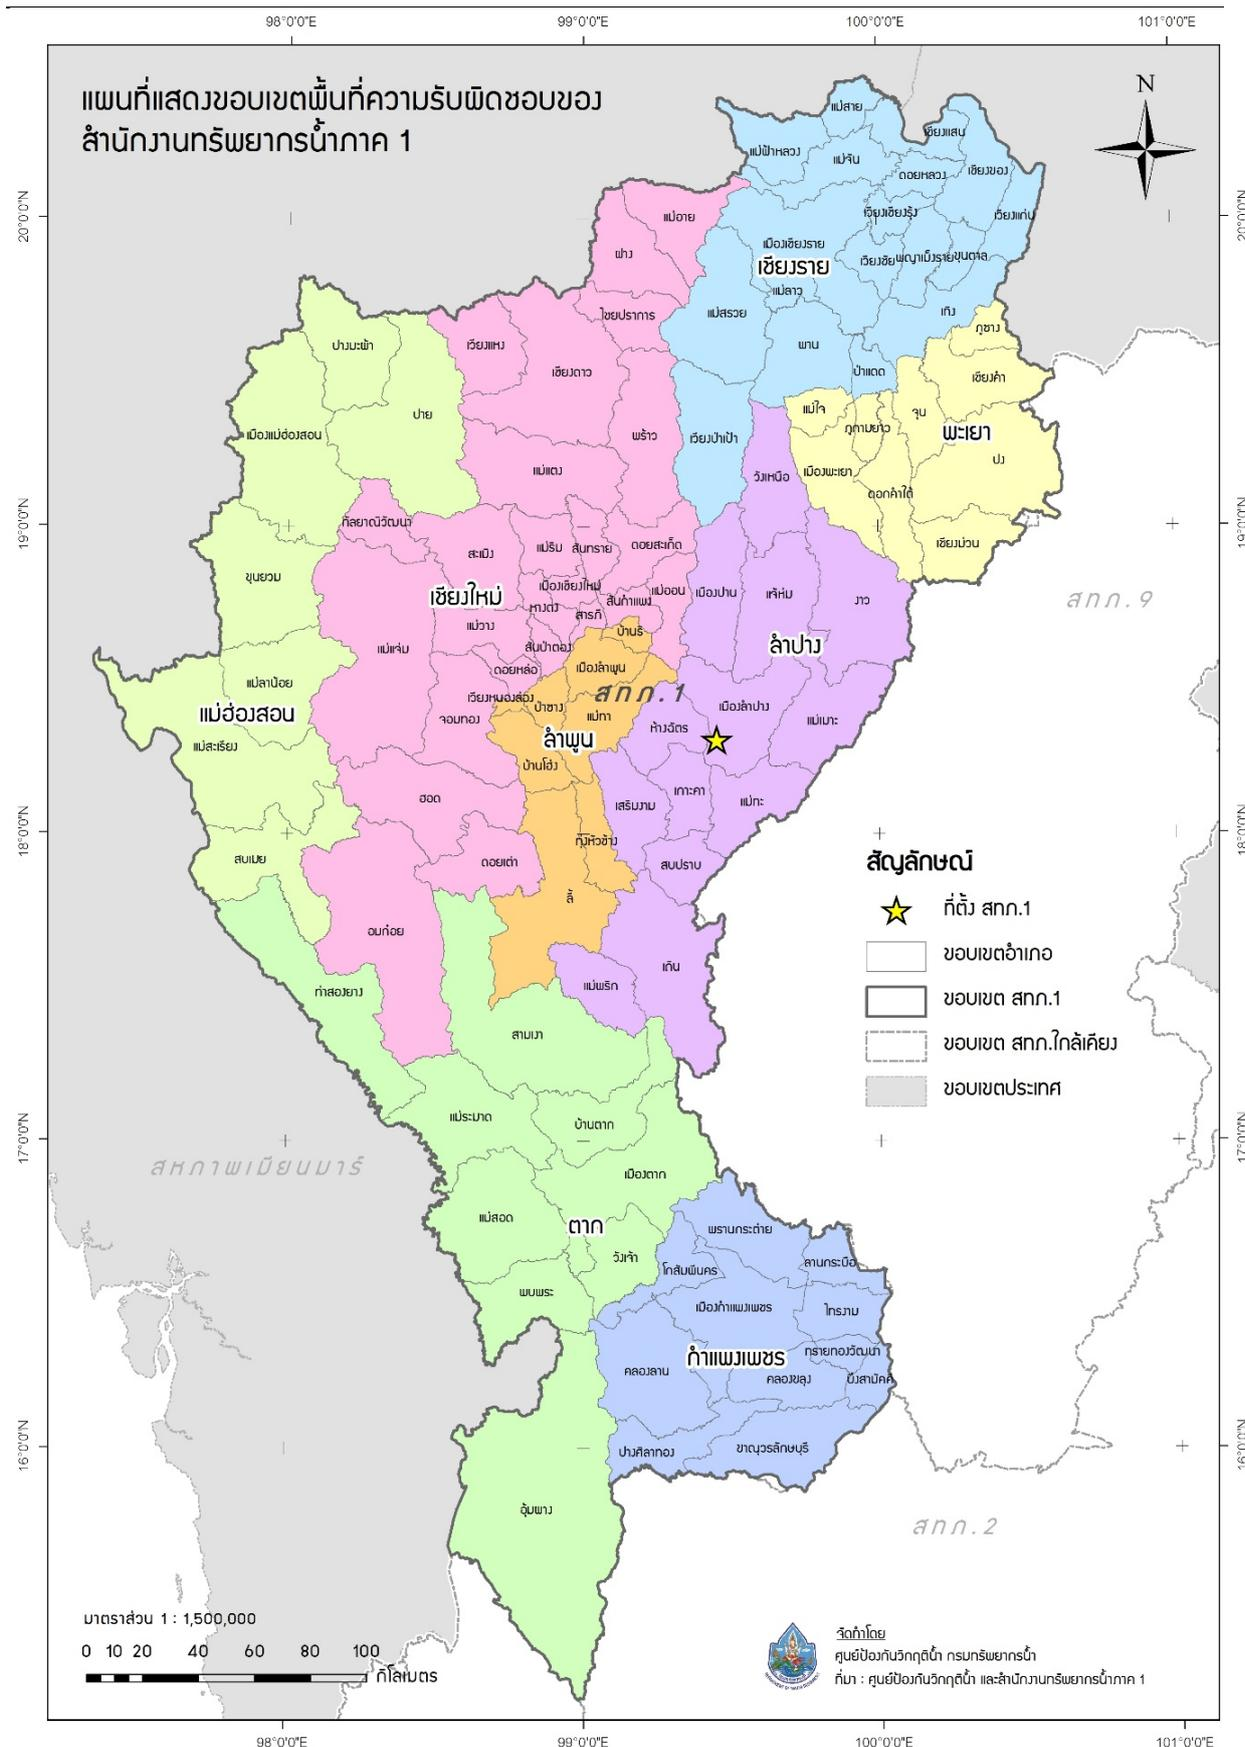 98°0'0"E 99°0'0"E 100°0'0"E 101°0'0"E
แผนที่แสดงขอบเขตพื้นที่ความรับผิดชอบของ
สำนักงานทรัพยากรน้ำภาค 1
N
แม่สาย
เชียงแสน
แม่ฟ้าหลวง
แม่จัน
ดอยหลวง
เชียงของ
20°0'0"N
20°0'0"N
แม่อาย
เวียงเชียงรุ้ง
เวียงแก่น
ฝาง
เมืองเชียงราย
เชียงราย
เวียงชัย
พญาเม็งราย
ขุนตาล
แม่ลาว
ไชยปราการ
แม่สรวย
เทิง
ภูซาง
ปางมะผ้า
เวียงแหง
พาน
เชียงดาว
ป่าแดด
เชียงคำ
ปาย
แม่ใจ
จุน
เมืองแม่ฮ่องสอน
พร้าว
เวียงป่าเป้า
ภูกามยาว
พะเยา
ปง
แม่แตง
วังเหนือ
เมืองพะเยา
ดอกคำใต้
19°0'0"N
19°0'0"N
กัลยาณิวัฒนา
สะเมิง
แม่ริม
สันทราย
ดอยสะเก็ด
เชียงม่วน
ขุนยวม
เชียงใหม่
เมืองเชียงใหม่
แม่ออน
เมืองปาน
แจ้ห่ม
งาว
หางดง
สันกำแพง
สทภ.9
สารภี
แม่วาง
บ้านธิ
แม่แจ่ม
สันป่าตอง
ลำปาง
ดอยหล่อ
เมืองลำพูน
แม่ลาน้อย
เวียงหนองล่อง
สทภ.1
แม่ฮ่องสอน
จอมทอง
ป่าซาง
แม่ทา
เมืองลำปาง
แม่เมาะ
แม่สะเรียง
ลำพูน
ห้างฉัตร
บ้านโฮ่ง
ฮอด
เสริมงาม
เกาะคา
แม่ทะ
18°0'0"N
18°0'0"N
สบเมย
ดอยเต่า
ทุ่งหัวช้าง
สบปราบ
ลี้
สัญลักษณ์
ที่ตั้ง สทภ.1
ขอบเขตอำเภอ
ขอบเขต สทภ.1
ขอบเขต สทภ.ใกล้เคียง
ขอบเขตประเทศ
อมก๋อย
เถิน
ท่าสองยาง
แม่พริก
สามเงา
17°0'0"N
17°0'0"N
แม่ระมาด
บ้านตาก
สหภาพเมียนมาร์
เมืองตาก
แม่สอด
ตาก
พรานกระต่าย
วังเจ้า
โกสัมพีนคร
ลานกระบือ
พบพระ
เมืองกำแพงเพชร
ไทรงาม
กำแพงเพชร
ทรายทองวัฒนา
คลองลาน
คลองขลุง
บึงสามัคคี
16°0'0"N
16°0'0"N
ปางศิลาทอง
ขาณุวรลักษบุรี
อุ้มผาง
สทภ.2
มาตราส่วน 1 : 1,500,000
0 10 20 40 60 80 100
กิโลเมตร
จัดทำโดย
ศูนย์ป้องกันวิกฤติน้ำ กรมทรัพยากรน้ำ
ที่มา : ศูนย์ป้องกันวิกฤติน้ำ และสำนักงานทรัพยากรน้ำภาค 1
98°0'0"E 99°0'0"E 100°0'0"E 101°0'0"E